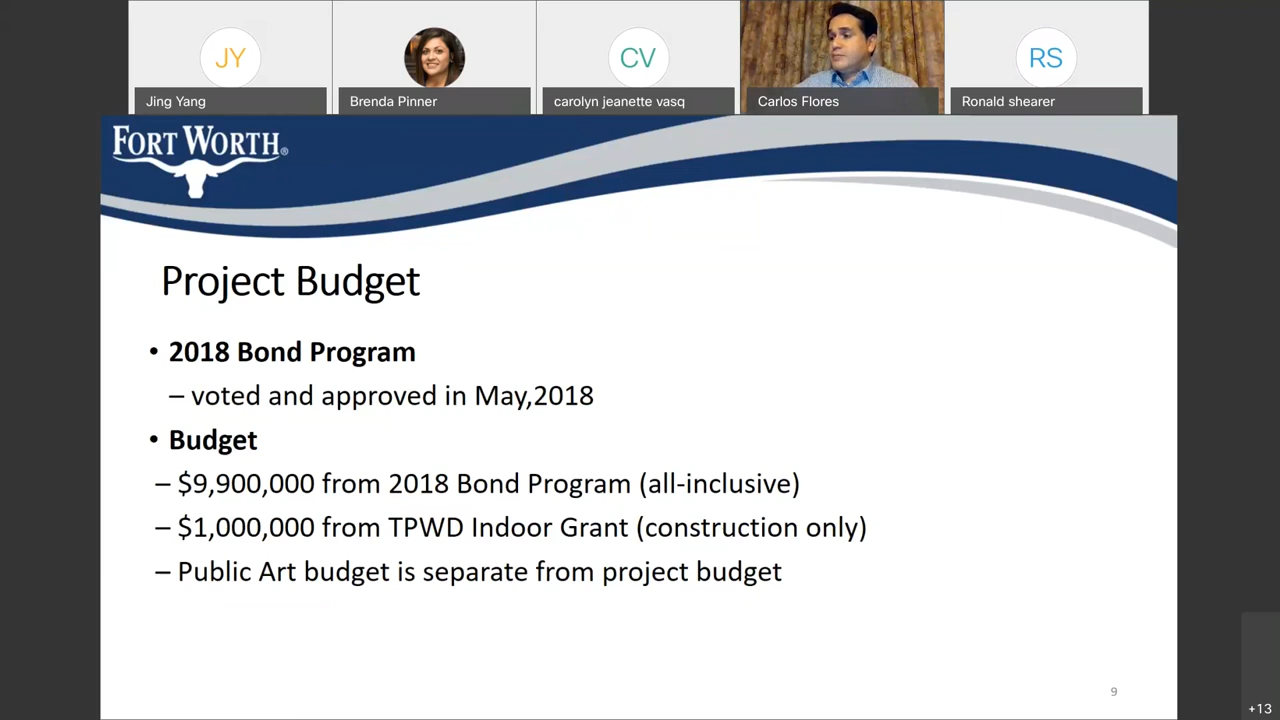 JY
CV
RS
Jing Yang
Brenda Pinner
carolyn jeanette vasq
Carlos Flores
Ronald shearer
FORT WORTH®
Project Budget
• 2018 Bond Program
– voted and approved in May,2018
• Budget
– $9,900,000 from 2018 Bond Program (all-inclusive)
– $1,000,000 from TPWD Indoor Grant (construction only)
– Public Art budget is separate from project budget
9
+13